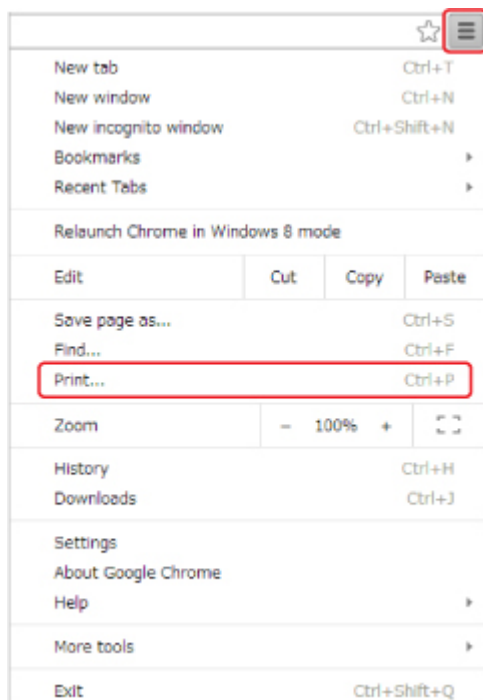 New tab Ctrl+T
New window Ctrl+N
New incognito window Ctrl+Shift+N
Bookmarks
Recent Tabs
Relaunch Chrome in Windows 8 mode
Edit Cut Copy Paste
Save page as... Ctrl+S
Find... Ctrl+F
Print... Ctrl+P
Zoom - 100% +
History Ctrl+H
Downloads Ctrl+J
Settings
About Google Chrome
Help
More tools
Exit Ctrl+Shift+Q